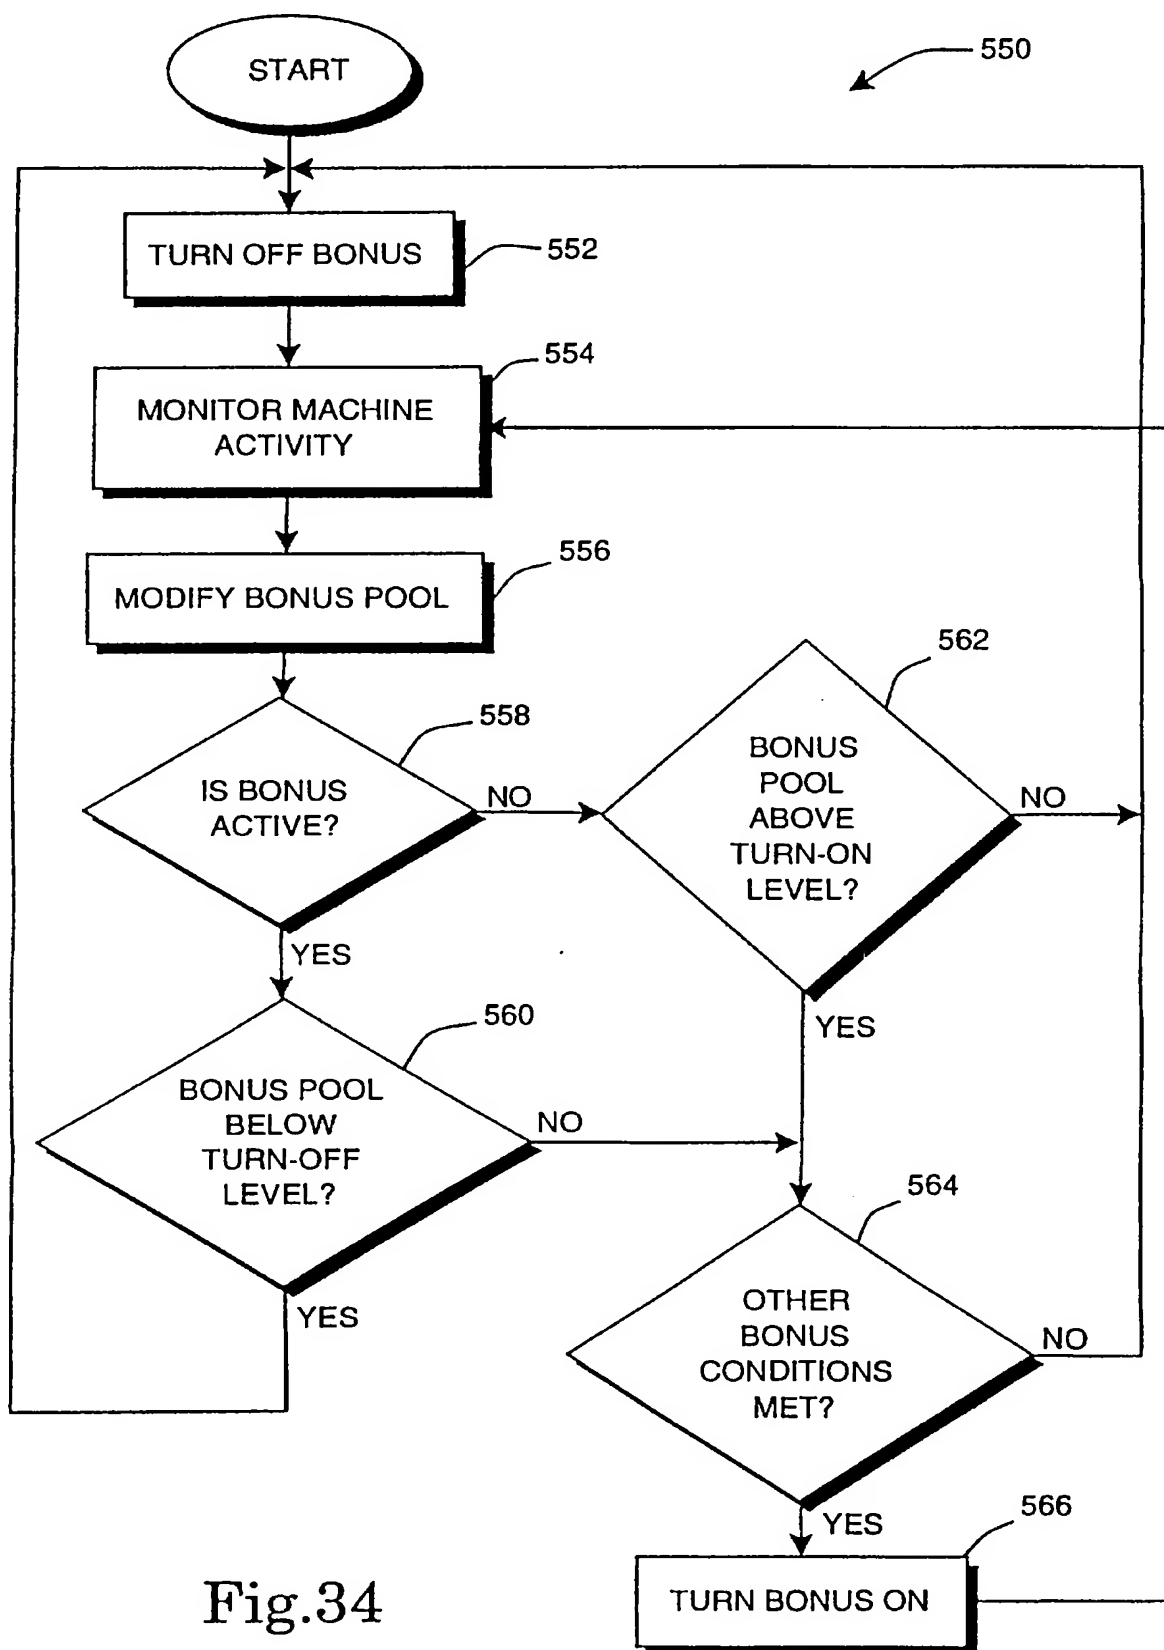 START
550
TURN OFF BONUS
552
554
MONITOR MACHINE
ACTIVITY
556
MODIFY BONUS POOL
558
IS BONUS
ACTIVE?
NO
YES
562
BONUS
POOL
ABOVE
TURN-ON
LEVEL?
NO
YES
560
BONUS POOL
BELOW
TURN-OFF
LEVEL?
NO
YES
564
OTHER
BONUS
CONDITIONS
MET?
NO
YES
566
TURN BONUS ON
Fig.34